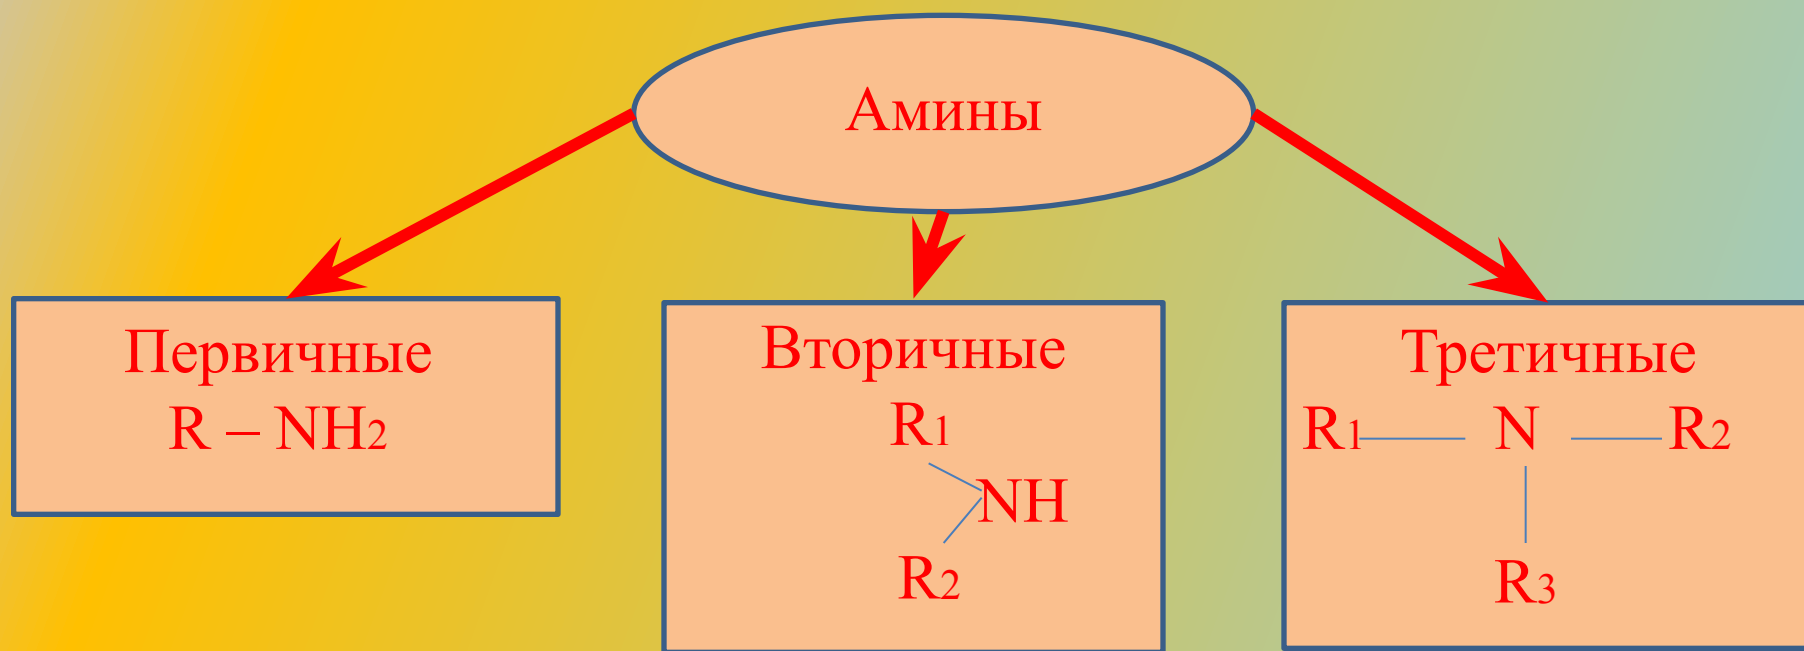 Амины
Первичные
R – NH2
Вторичные
R1
NH
R2
Третичные
R1 N R2
R3